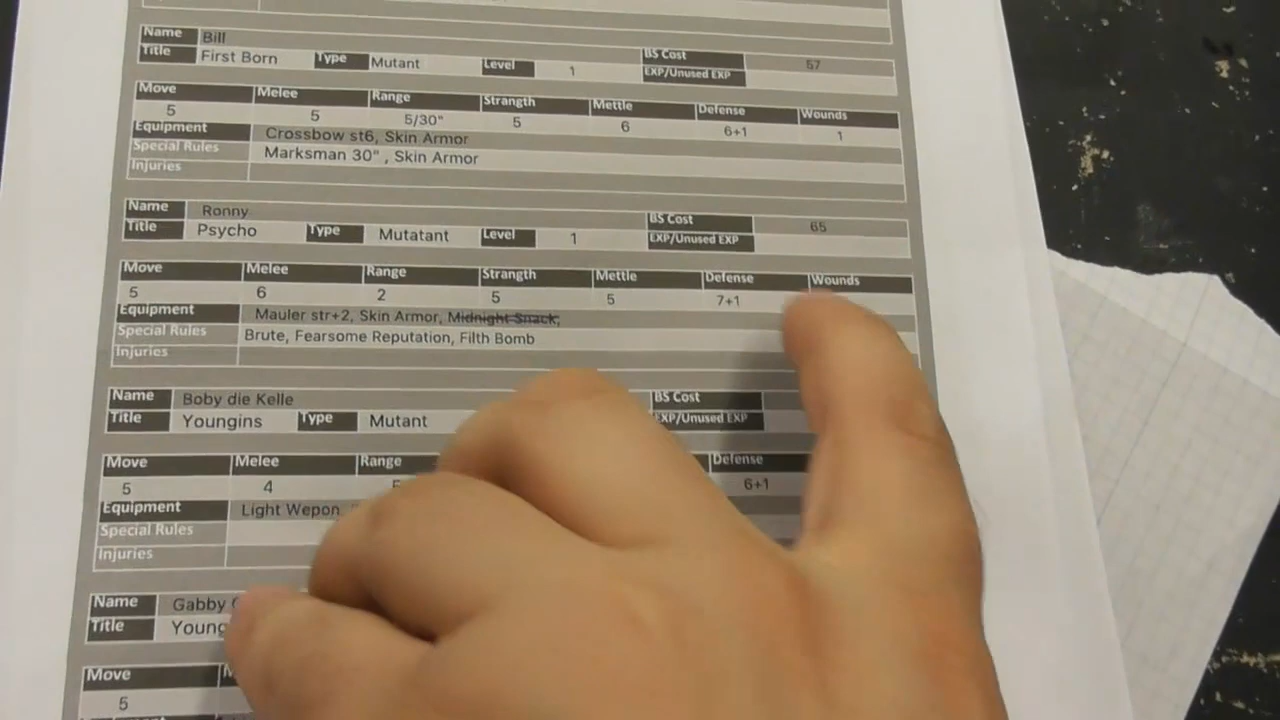 Name Bill
Title First Born Type Mutant Level 1 BS Cost 57
EXP/Unused EXP
Move Melee Range Strangth Mettle Defense Wounds
5 5 5/30" 5 6 6+1 1
Equipment Crossbow st6, Skin Armor
Special Rules Marksman 30" , Skin Armor
Injuries
Name Ronny
Title Psycho Type Mutatant Level 1 BS Cost 65
EXP/Unused EXP
Move Melee Range Strangth Mettle Defense Wounds
5 6 2 5 5 7+1
Equipment Mauler str+2, Skin Armor, Midnight Snack,
Special Rules Brute, Fearsome Reputation, Filth Bomb
Injuries
Name Boby die Kelle BS Cost
Title Youngins Type Mutant EXP/Unused EXP
Move Melee Range Defense
5 4 6+1
Equipment Light Wepon
Special Rules
Injuries
Name Gabby
Title
Move
5